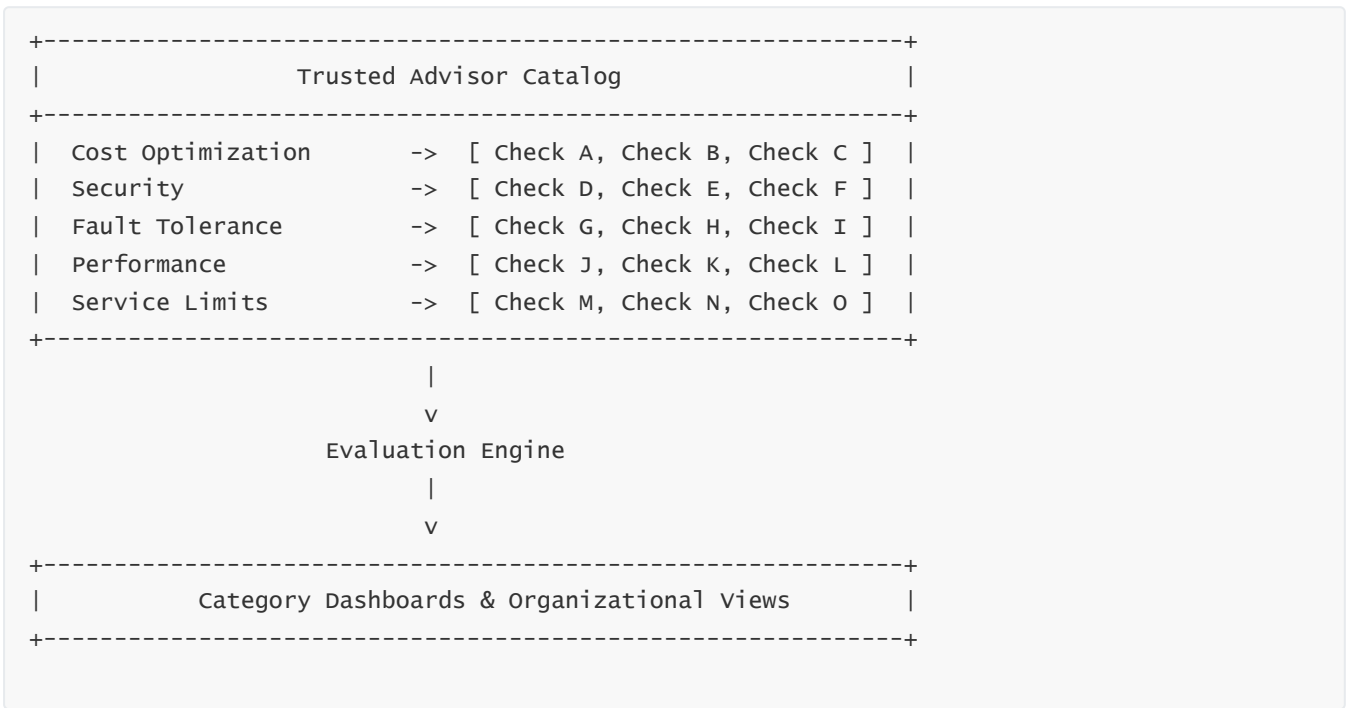 +-------------------------------------------------------------+
|                   Trusted Advisor Catalog                    |
+-------------------------------------------------------------+
|  Cost Optimization       ->  [ Check A, Check B, Check C ]  |
|  Security                ->  [ Check D, Check E, Check F ]  |
|  Fault Tolerance         ->  [ Check G, Check H, Check I ]  |
|  Performance             ->  [ Check J, Check K, Check L ]  |
|  Service Limits          ->  [ Check M, Check N, Check O ]  |
+-------------------------------------------------------------+
                            |
                            v
                     Evaluation Engine
                            |
                            v
+-------------------------------------------------------------+
|           Category Dashboards & Organizational Views        |
+-------------------------------------------------------------+